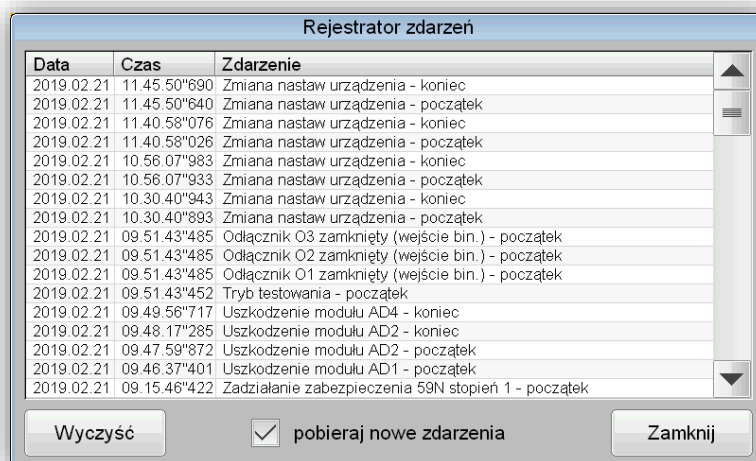 Rejestrator zdarzeń
Data Czas Zdarzenie
2019.02.21 11.45.50"690 Zmiana nastaw urządzenia - koniec
2019.02.21 11.45.50"640 Zmiana nastaw urządzenia - początek
2019.02.21 11.40.58"076 Zmiana nastaw urządzenia - koniec
2019.02.21 11.40.58"026 Zmiana nastaw urządzenia - początek
2019.02.21 10.56.07"983 Zmiana nastaw urządzenia - koniec
2019.02.21 10.56.07"933 Zmiana nastaw urządzenia - początek
2019.02.21 10.30.40"943 Zmiana nastaw urządzenia - koniec
2019.02.21 10.30.40"893 Zmiana nastaw urządzenia - początek
2019.02.21 09.51.43"485 Odłącznik O3 zamknięty (wejście bin.) - początek
2019.02.21 09.51.43"485 Odłącznik O2 zamknięty (wejście bin.) - początek
2019.02.21 09.51.43"485 Odłącznik O1 zamknięty (wejście bin.) - początek
2019.02.21 09.51.43"452 Tryb testowania - początek
2019.02.21 09.49.56"717 Uszkodzenie modułu AD4 - koniec
2019.02.21 09.48.17"285 Uszkodzenie modułu AD2 - koniec
2019.02.21 09.47.59"872 Uszkodzenie modułu AD2 - początek
2019.02.21 09.46.37"401 Uszkodzenie modułu AD1 - początek
2019.02.21 09.15.46"422 Zadziałanie zabezpieczenia 59N stopień 1 - początek
Wyczyść pobieraj nowe zdarzenia Zamknij